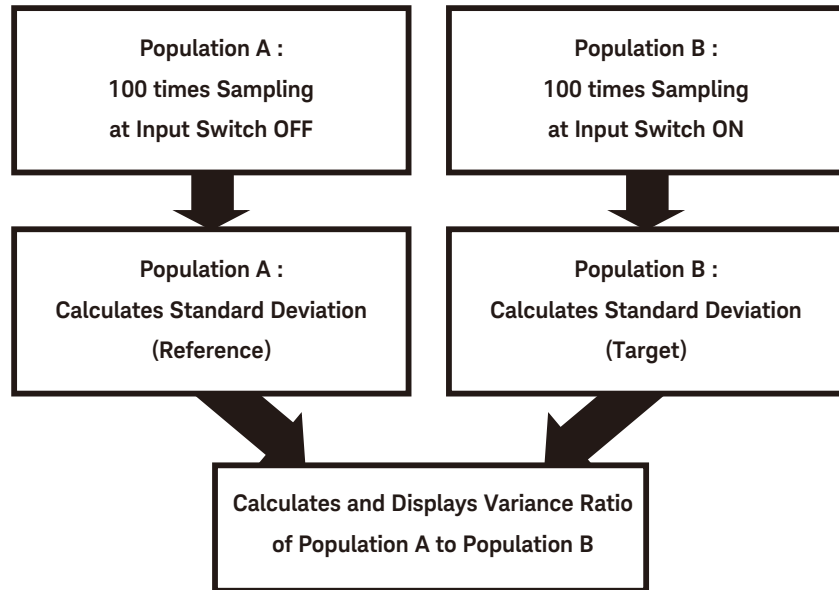 Population A :
100 times Sampling
at Input Switch OFF
Population B :
100 times Sampling
at Input Switch ON
Population A :
Calculates Standard Deviation
(Reference)
Population B :
Calculates Standard Deviation
(Target)
Calculates and Displays Variance Ratio
of Population A to Population B